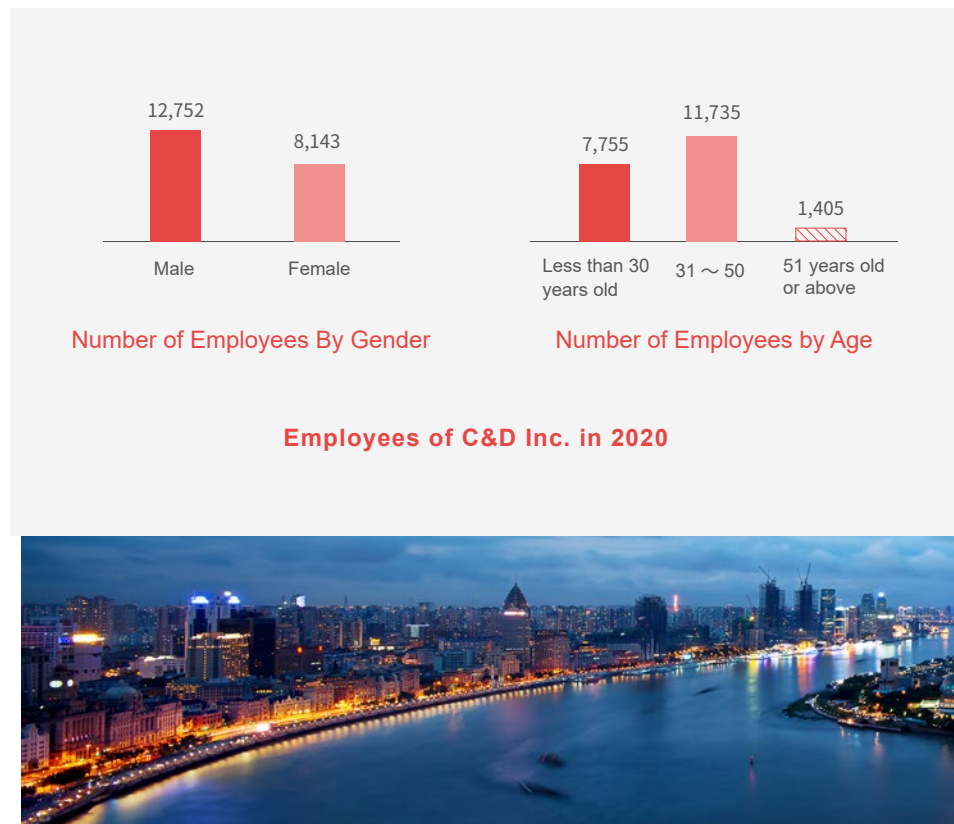 12,752
8,143
Male
Female
Number of Employees By Gender
11,735
7,755
1,405
Less than 30
years old
31 ～ 50
51 years old
or above
Number of Employees by Age
Employees of C&D Inc. in 2020